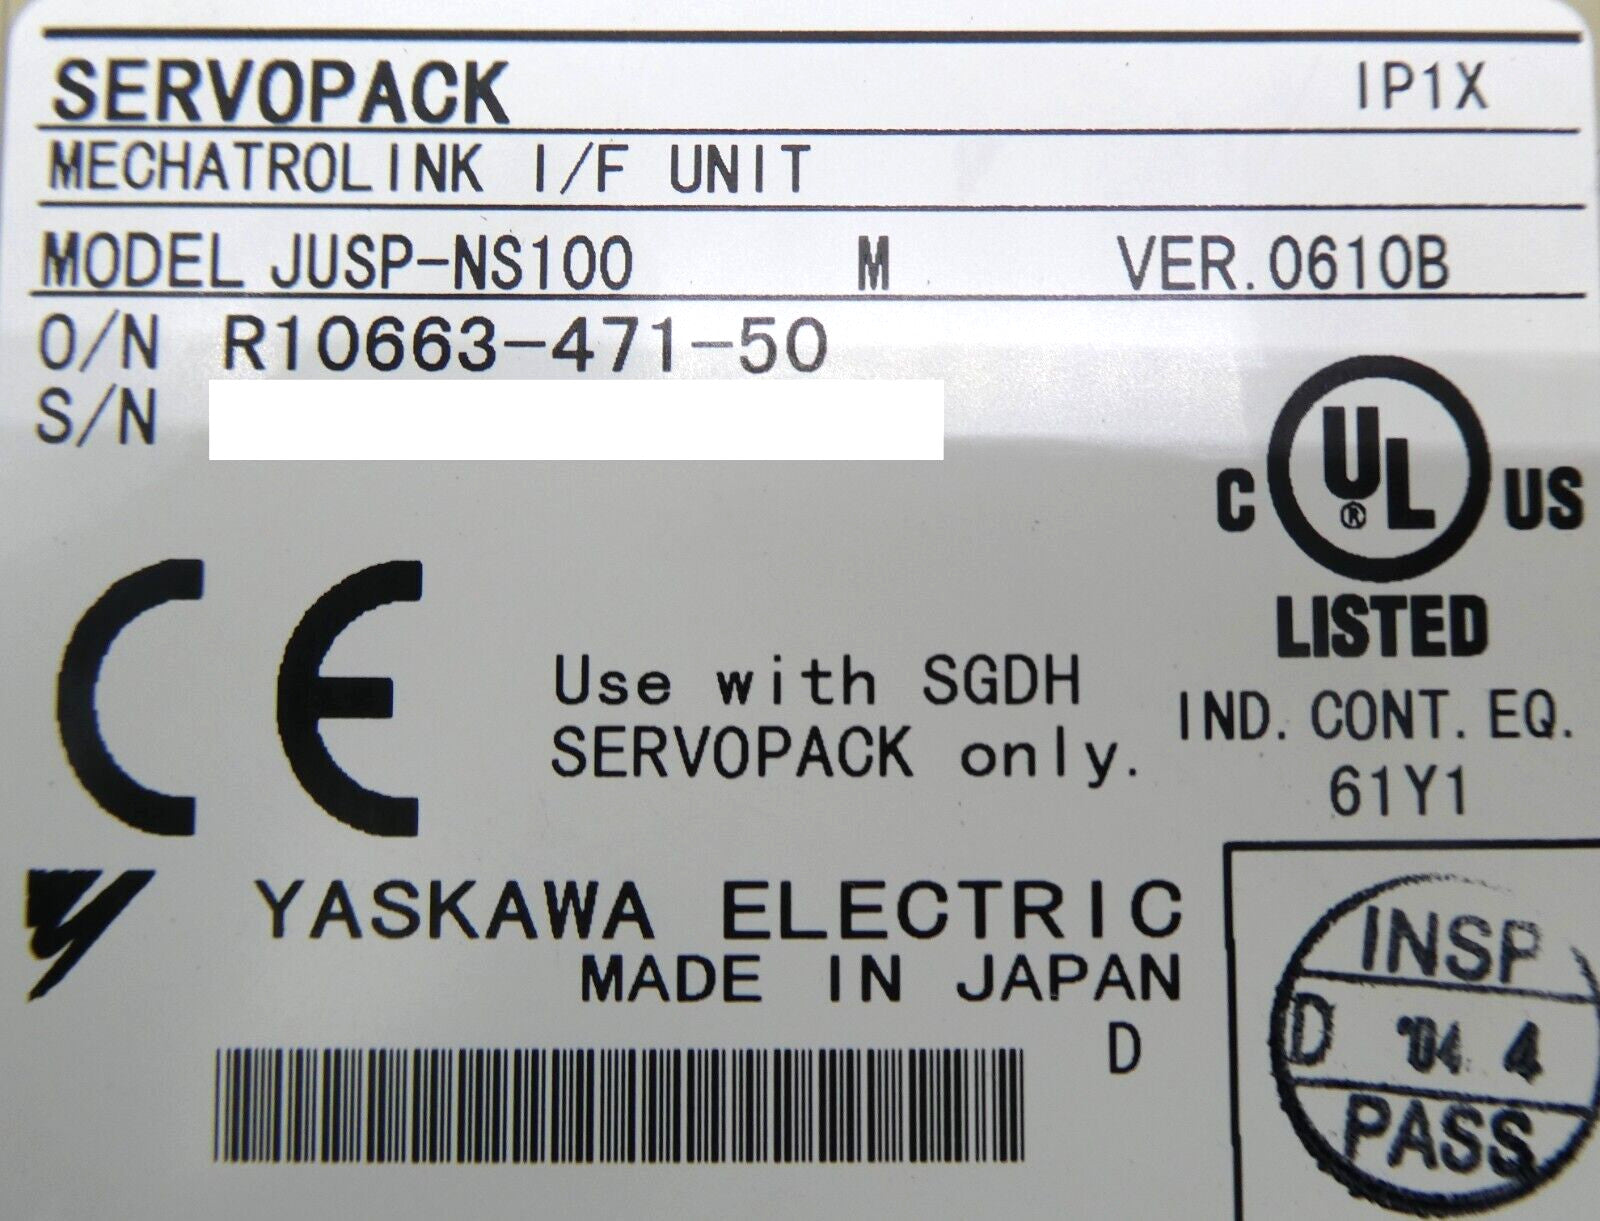 SERVOPACK IP1X
MECHATROLINK I/F UNIT
MODEL JUSP-NS100 M VER.0610B
O/N R10663-471-50
S/N
C UL® US
LISTED
IND. CONT. EQ.
61Y1
CE
Use with SGDH
SERVOPACK only.
YASKAWA ELECTRIC
MADE IN JAPAN
D
INSP
D '04. 4
PASS